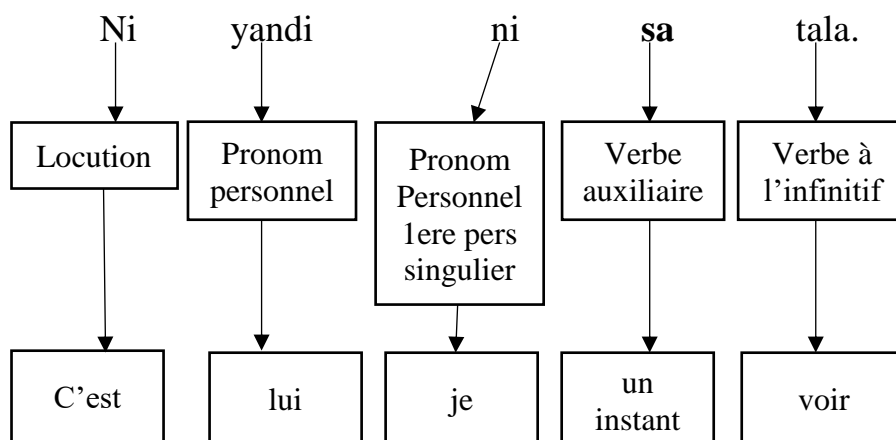 Ni yandi ni sa tala.
Locution
Pronom
personnel
Pronom
Personnel
1ere pers
singulier
Verbe
auxiliaire
Verbe à
l’infinitif
C’est
lui
je
un
instant
voir